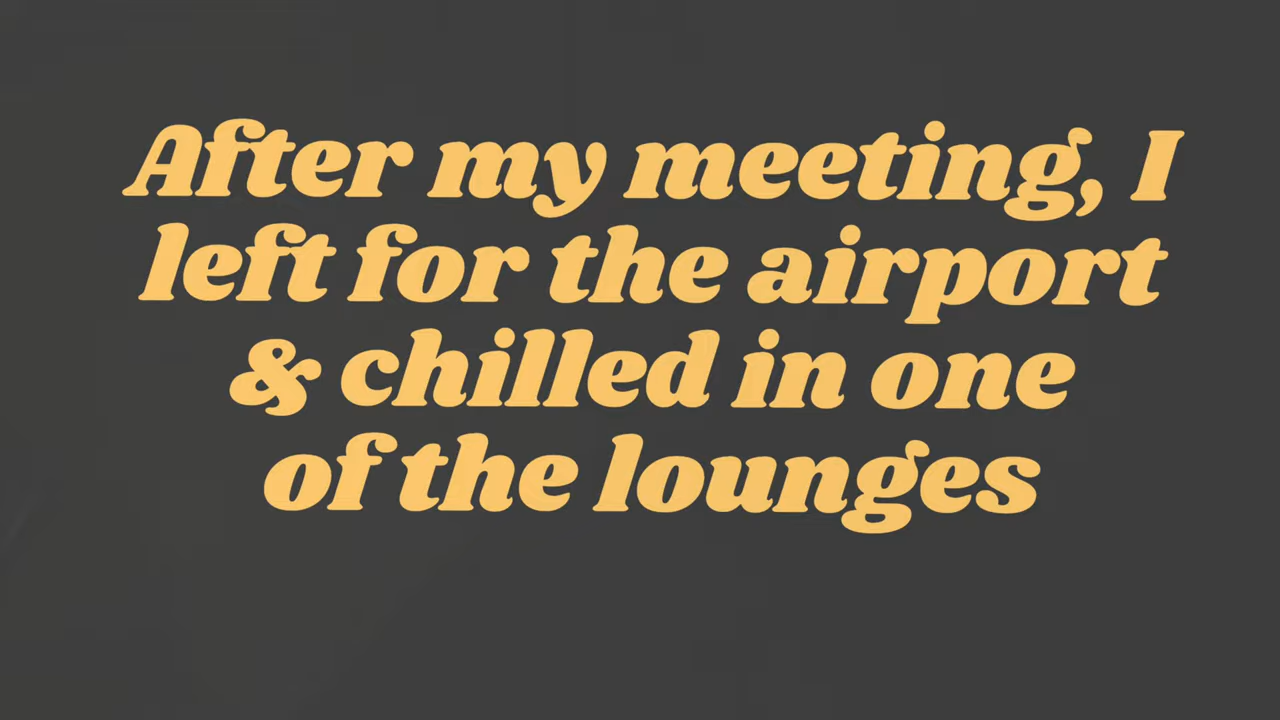 After my meeting, I
left for the airport
& chilled in one
of the lounges